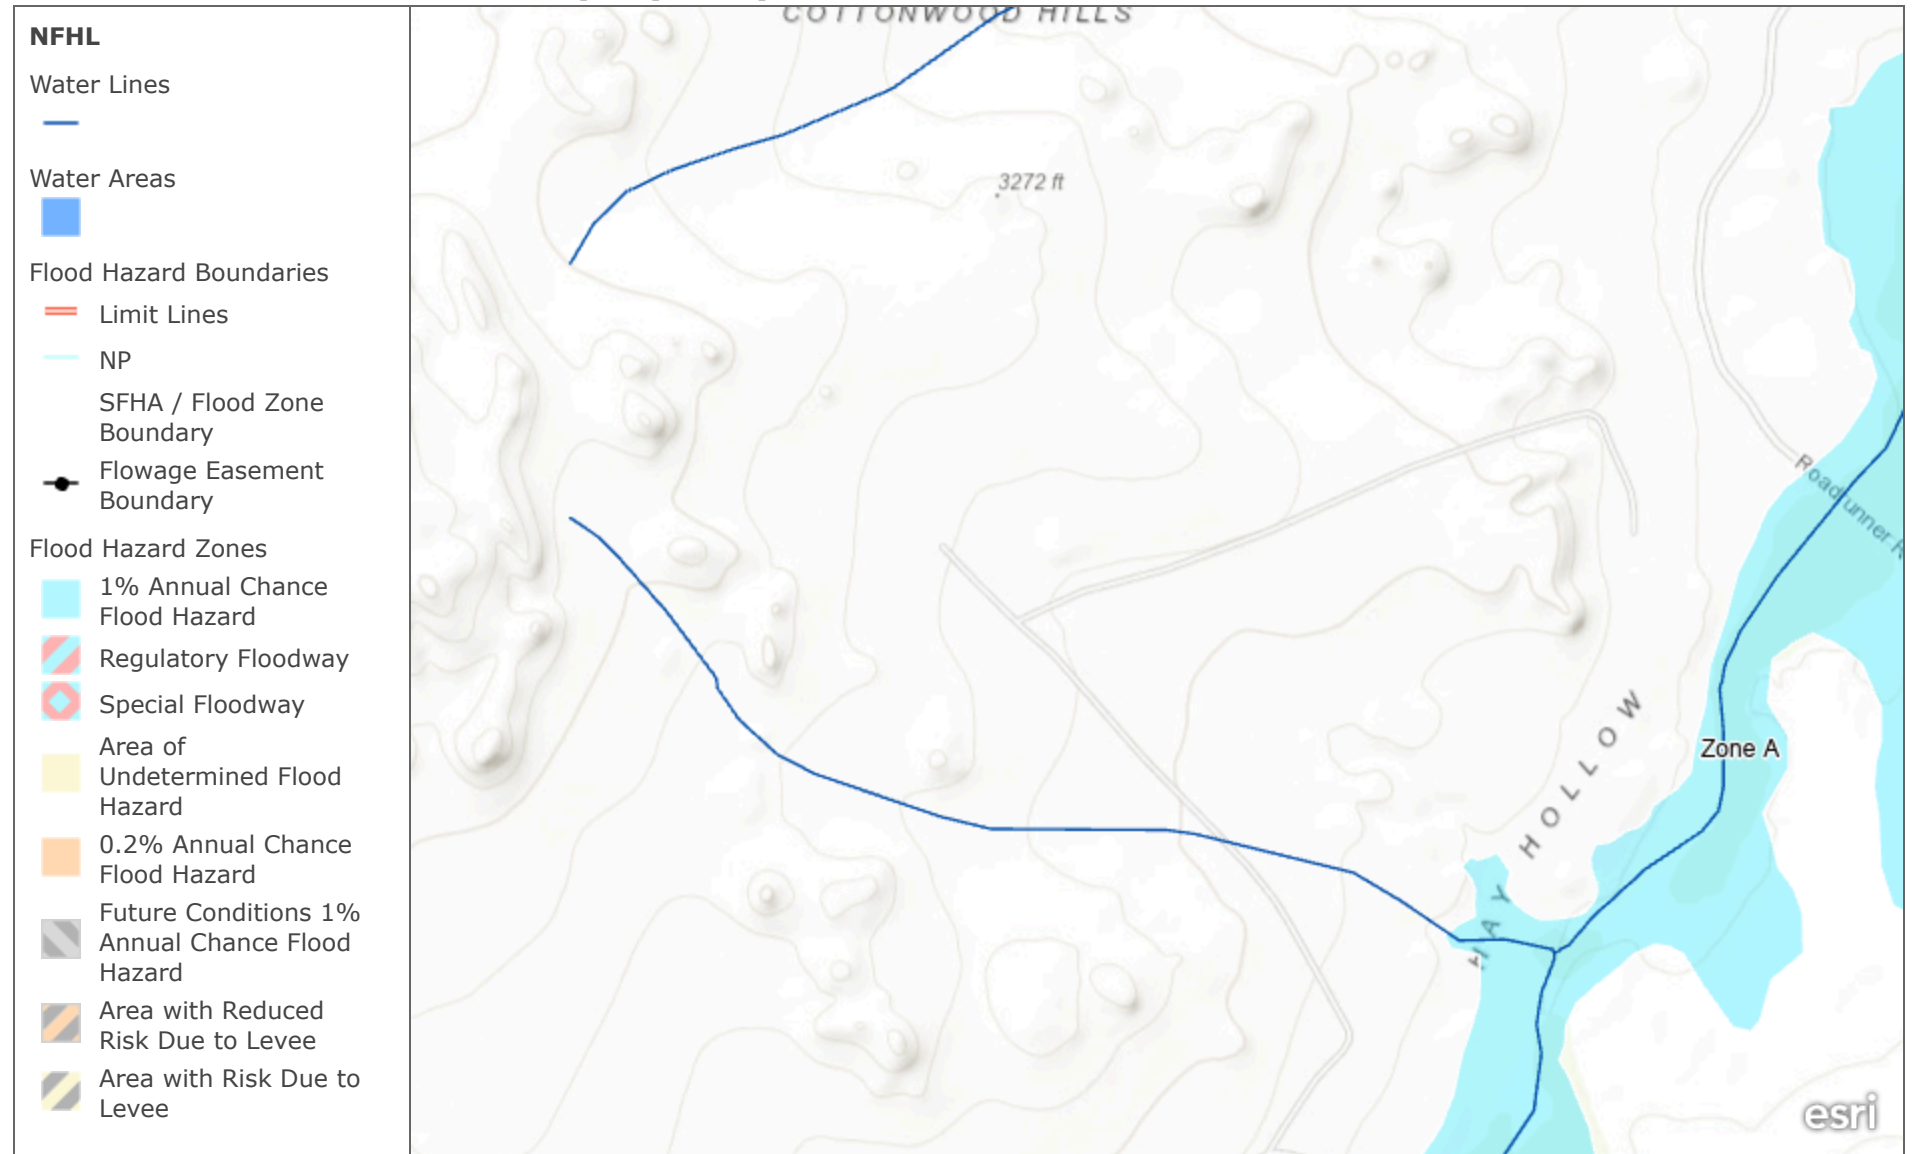 NFHL
Water Lines
Water Areas
Flood Hazard Boundaries
Limit Lines
NP
SFHA / Flood Zone
Boundary
Flowage Easement
Boundary
Flood Hazard Zones
1% Annual Chance
Flood Hazard
Regulatory Floodway
Special Floodway
Area of
Undetermined Flood
Hazard
0.2% Annual Chance
Flood Hazard
Future Conditions 1%
Annual Chance Flood
Hazard
Area with Reduced
Risk Due to Levee
Area with Risk Due to
Levee
COTTONWOOD HILLS
3272 ft
Roadrunner R
Zone A
HAY HOLLOW
esri